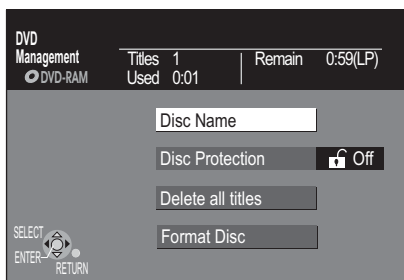 DVD
Management
DVD-RAM
Titles 1 Remain 0:59(LP)
Used 0:01
Disc Name
Disc Protection Off
Delete all titles
Format Disc
SELECT
ENTER
RETURN